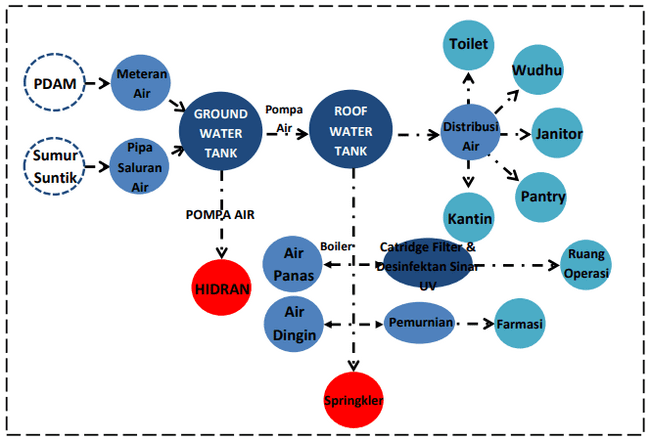 PDAM
Meteran
Air
Sumur
Suntik
Pipa
Saluran
Air
GROUND
WATER
TANK
Pompa
Air
ROOF
WATER
TANK
Distribusi
Air
Toilet
Wudhu
Janitor
Pantry
Kantin
POMPA AIR
HIDRAN
Boiler
Air
Panas
Catridge Filter &
Desinfektan Sinar
UV
Ruang
Operasi
Air
Dingin
Pemurnian
Farmasi
Springkler